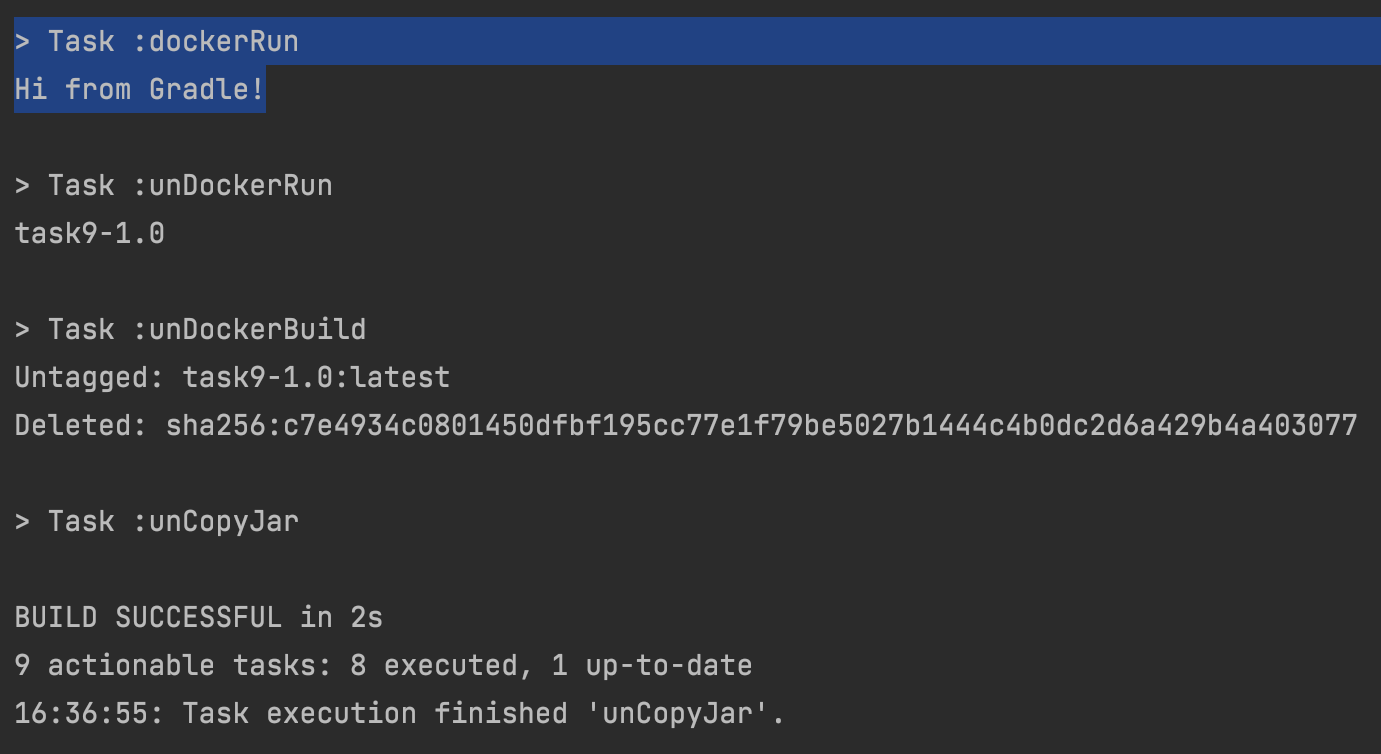 > Task :dockerRun
Hi from Gradle!
> Task :unDockerRun
task9-1.0
> Task :unDockerBuild
Untagged: task9-1.0:latest
Deleted: sha256:c7e4934c0801450dfbf195cc77e1f79be5027b1444c4b0dc2d6a429b4a403077
> Task :unCopyJar
BUILD SUCCESSFUL in 2s
9 actionable tasks: 8 executed, 1 up-to-date
16:36:55: Task execution finished 'unCopyJar'.